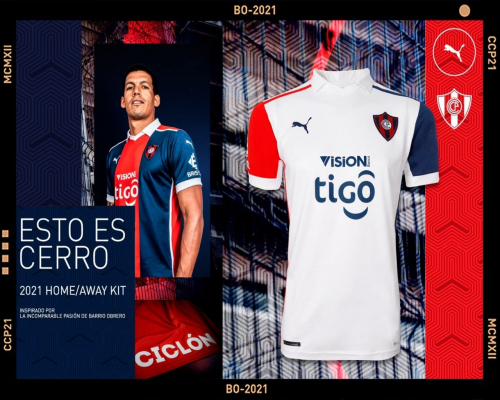 BO-2021
MCMXII
CCP21
ESTO ES
CERRO
2021 HOME/AWAY KIT
INSPIRADO POR
LA INCOMPARABLE PASIÓN DE BARRIO OBRERO
CICLÓN
VISION
tigo
VISION
tigo
CCP21
MCMXII
BO-2021